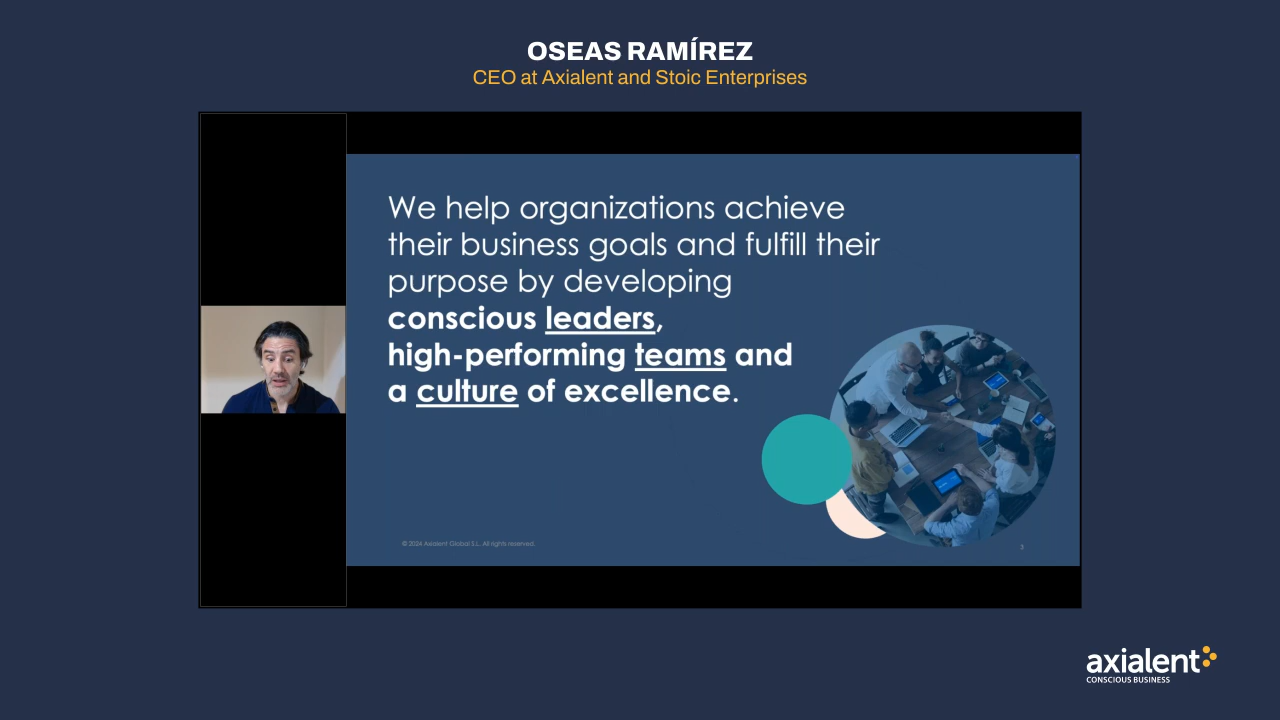 OSEAS RAMÍREZ
CEO at Axialent and Stoic Enterprises
We help organizations achieve
their business goals and fulfill their
purpose by developing
conscious leaders,
high-performing teams and
a culture of excellence.
© 2024 Axialent Global S.L. All rights reserved.
3
axialent
CONSCIOUS BUSINESS